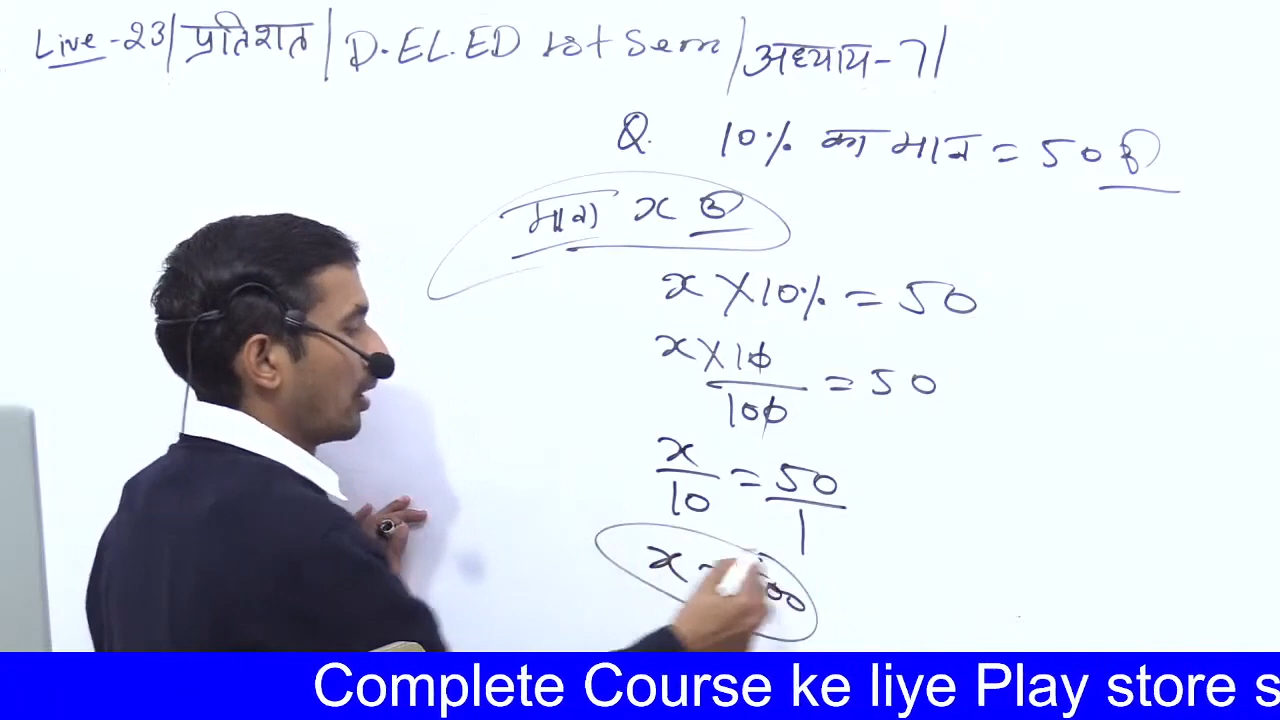 Live-23|प्रतिशत|D.EL.ED 1st Sem|अध्याय-7|
Q. 10% का मान = 50 रु
माना x रु
x × 10% = 50
x × 10
100
= 50
x
10
= 50
1
x = 500
Complete Course ke liye Play store s